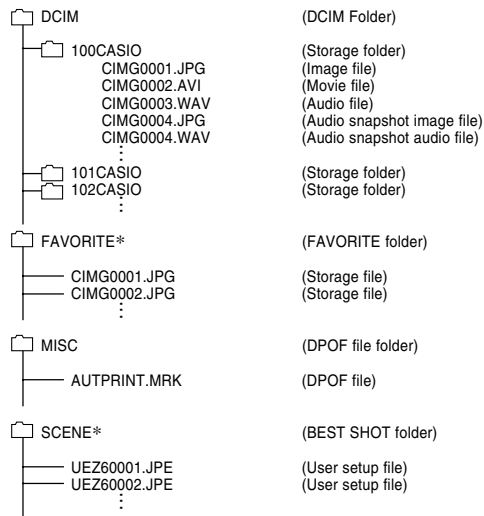 DCIM (DCIM Folder)
100CASIO (Storage folder)
CIMG0001.JPG (Image file)
CIMG0002.AVI (Movie file)
CIMG0003.WAV (Audio file)
CIMG0004.JPG (Audio snapshot image file)
CIMG0004.WAV (Audio snapshot audio file)
101CASIO (Storage folder)
102CASIO (Storage folder)
FAVORITE* (FAVORITE folder)
CIMG0001.JPG (Storage file)
CIMG0002.JPG (Storage file)
MISC (DPOF file folder)
AUTPRINT.MRK (DPOF file)
SCENE* (BEST SHOT folder)
UEZ60001.JPE (User setup file)
UEZ60002.JPE (User setup file)